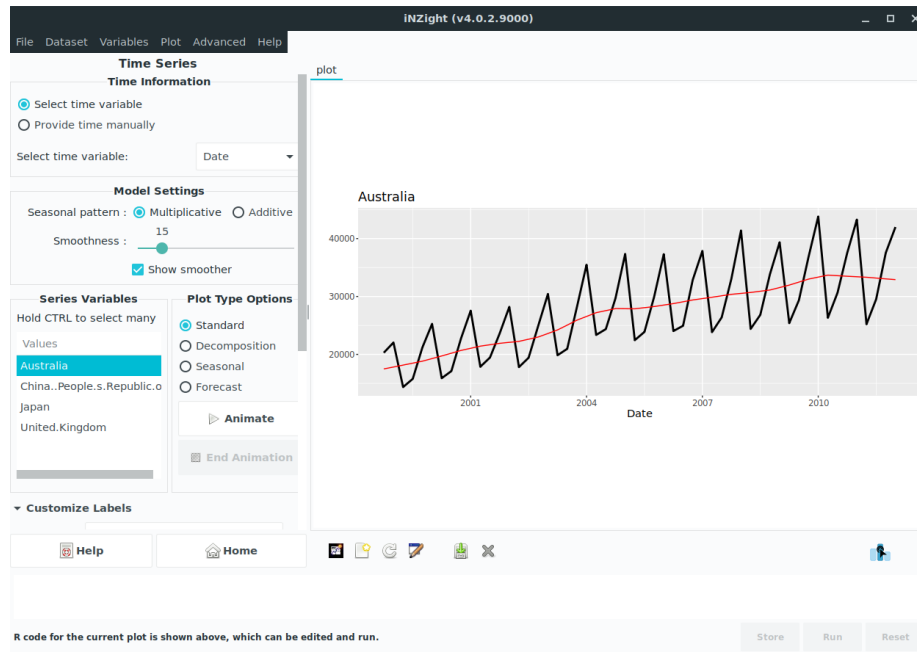 iNZight (v4.0.2.9000)
File Dataset Variables Plot Advanced Help
Time Series
Time Information
Select time variable
Provide time manually
Select time variable: Date
Model Settings
Seasonal pattern : Multiplicative Additive
15
Smoothness :
Show smoother
Series Variables
Hold CTRL to select many
Values
Australia
China..People.s.Republic.o
Japan
United.Kingdom
Plot Type Options
Standard
Decomposition
Seasonal
Forecast
Animate
End Animation
Customize Labels
Help Home
plot
Australia
40000
30000
20000
2001 2004 2007 2010
Date
R code for the current plot is shown above, which can be edited and run.
Store Run Reset